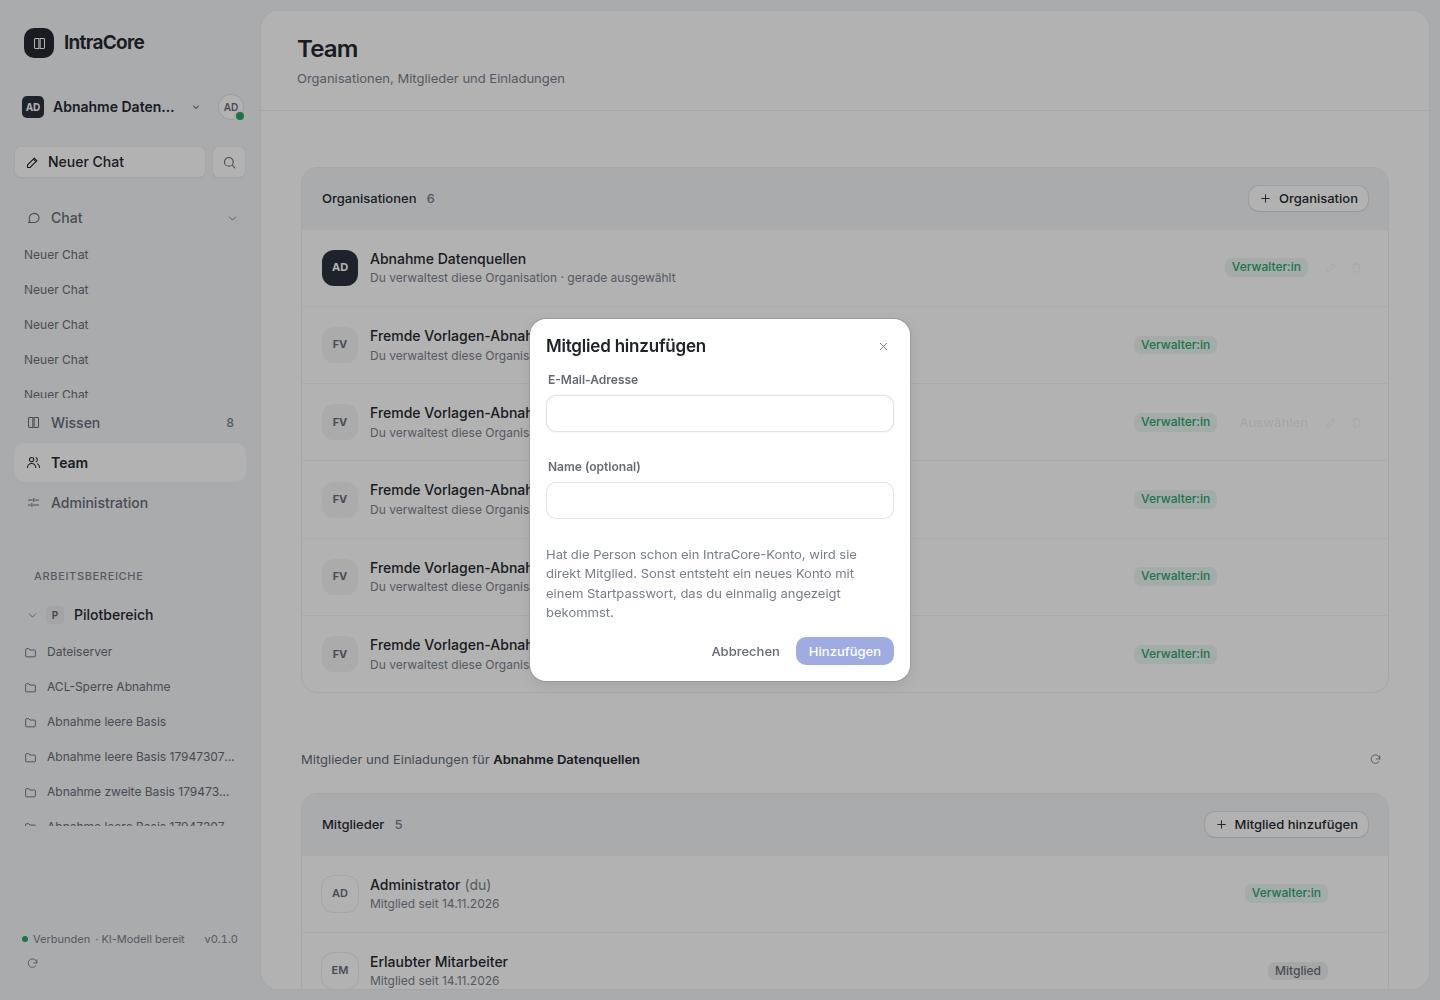 IntraCore
AD Abnahme Daten... AD
Neuer Chat
Chat
Neuer Chat
Neuer Chat
Neuer Chat
Neuer Chat
Neuer Chat
Wissen 8
Team
Administration
ARBEITSBEREICHE
P Pilotbereich
Dateiserver
ACL-Sperre Abnahme
Abnahme leere Basis
Abnahme leere Basis 17947307...
Abnahme zweite Basis 179473...
Abnahme leere Basis 17947307...
Verbunden · KI-Modell bereit v0.1.0
Team
Organisationen, Mitglieder und Einladungen
Organisationen 6
+ Organisation
AD Abnahme Datenquellen
Du verwaltest diese Organisation · gerade ausgewählt
Verwalter:in
FV Fremde Vorlagen-Abnah
Du verwaltest diese Organis
Verwalter:in
FV Fremde Vorlagen-Abnah
Du verwaltest diese Organis
Verwalter:in Auswählen
FV Fremde Vorlagen-Abnah
Du verwaltest diese Organis
Verwalter:in
FV Fremde Vorlagen-Abnah
Du verwaltest diese Organis
Verwalter:in
FV Fremde Vorlagen-Abnah
Du verwaltest diese Organis
Verwalter:in
Mitglied hinzufügen
E-Mail-Adresse
Name (optional)
Hat die Person schon ein IntraCore-Konto, wird sie
direkt Mitglied. Sonst entsteht ein neues Konto mit
einem Startpasswort, das du einmalig angezeigt
bekommst.
Abbrechen Hinzufügen
Mitglieder und Einladungen für Abnahme Datenquellen
Mitglieder 5
+ Mitglied hinzufügen
AD Administrator (du)
Mitglied seit 14.11.2026
Verwalter:in
EM Erlaubter Mitarbeiter
Mitglied seit 14.11.2026
Mitglied